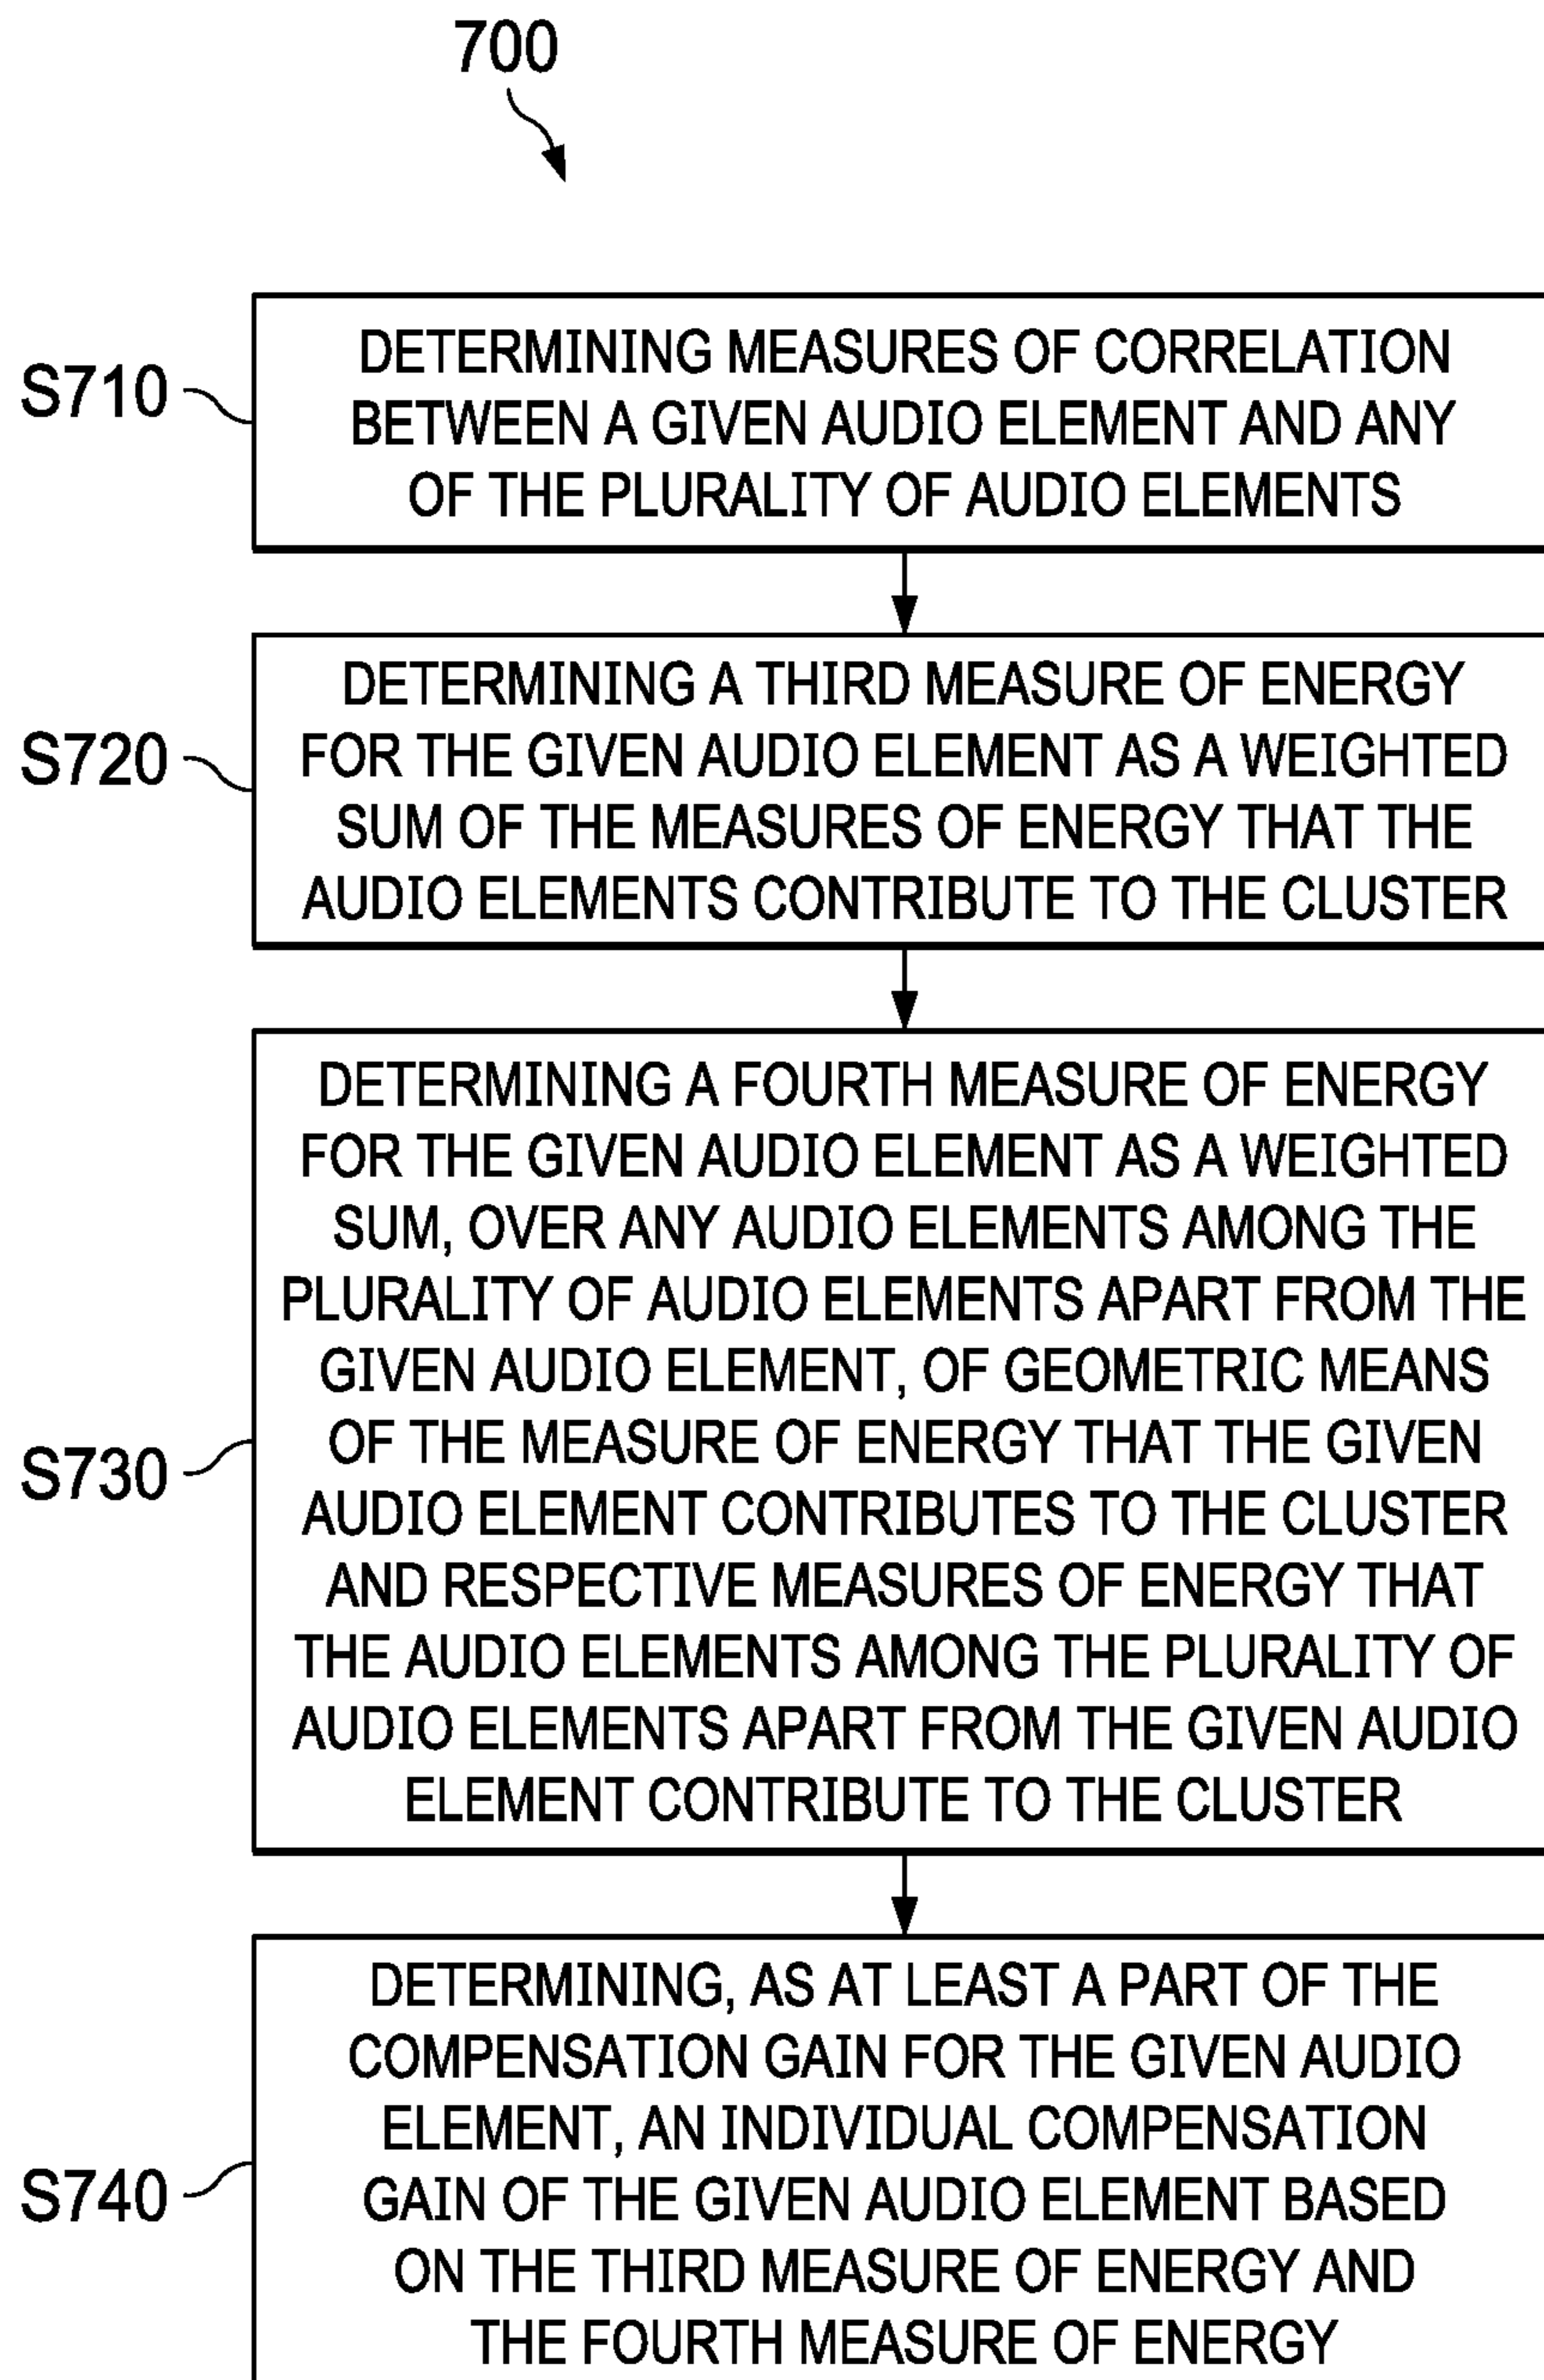 700
S710
DETERMINING MEASURES OF CORRELATION
BETWEEN A GIVEN AUDIO ELEMENT AND ANY
OF THE PLURALITY OF AUDIO ELEMENTS
S720
DETERMINING A THIRD MEASURE OF ENERGY
FOR THE GIVEN AUDIO ELEMENT AS A WEIGHTED
SUM OF THE MEASURES OF ENERGY THAT THE
AUDIO ELEMENTS CONTRIBUTE TO THE CLUSTER
S730
DETERMINING A FOURTH MEASURE OF ENERGY
FOR THE GIVEN AUDIO ELEMENT AS A WEIGHTED
SUM, OVER ANY AUDIO ELEMENTS AMONG THE
PLURALITY OF AUDIO ELEMENTS APART FROM THE
GIVEN AUDIO ELEMENT, OF GEOMETRIC MEANS
OF THE MEASURE OF ENERGY THAT THE GIVEN
AUDIO ELEMENT CONTRIBUTES TO THE CLUSTER
AND RESPECTIVE MEASURES OF ENERGY THAT
THE AUDIO ELEMENTS AMONG THE PLURALITY OF
AUDIO ELEMENTS APART FROM THE GIVEN AUDIO
ELEMENT CONTRIBUTE TO THE CLUSTER
S740
DETERMINING, AS AT LEAST A PART OF THE
COMPENSATION GAIN FOR THE GIVEN AUDIO
ELEMENT, AN INDIVIDUAL COMPENSATION
GAIN OF THE GIVEN AUDIO ELEMENT BASED
ON THE THIRD MEASURE OF ENERGY AND
THE FOURTH MEASURE OF ENERGY